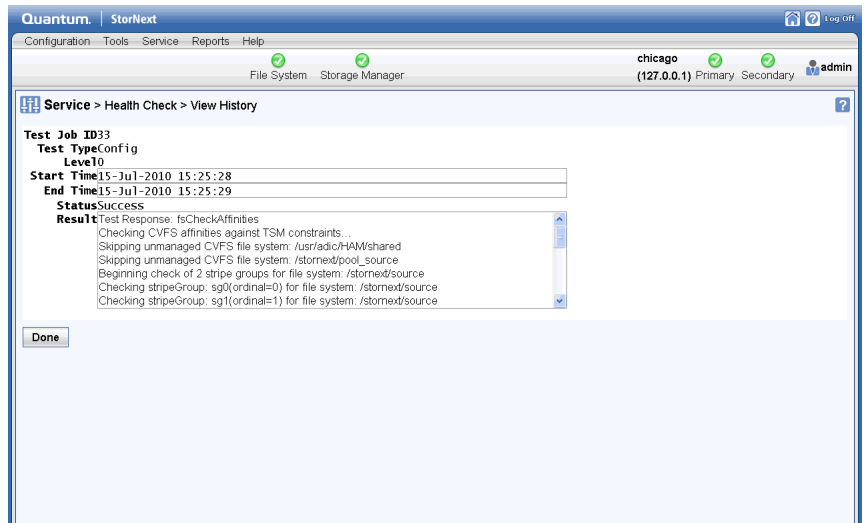 Quantum. StorNext Log Off
Configuration Tools Service Reports Help
File System Storage Manager chicago (127.0.0.1) Primary Secondary admin
Service > Health Check > View History
Test Job ID33
Test TypeConfig
Level0
Start Time15-Jul-2010 15:25:28
End Time15-Jul-2010 15:25:29
StatusSuccess
ResultTest Response: fsCheckAffinities
Checking CVFS affinities against TSM constraints...
Skipping unmanaged CVFS file system: /usr/adic/HAM/shared
Skipping unmanaged CVFS file system: /stornext/pool_source
Beginning check of 2 stripe groups for file system: /stornext/source
Checking stripeGroup: sg0(ordinal=0) for file system: /stornext/source
Checking stripeGroup: sg1(ordinal=1) for file system: /stornext/source
Done